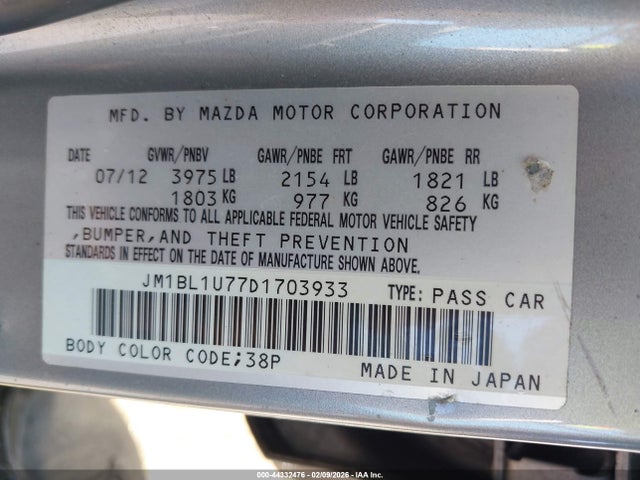 MFD. BY MAZDA MOTOR CORPORATION
DATE GVWR/PNBV GAWR/PNBE FRT GAWR/PNBE RR
07/12 3975 LB 2154 LB 1821 LB
1803 KG 977 KG 826 KG
THIS VEHICLE CONFORMS TO ALL APPLICABLE FEDERAL MOTOR VEHICLE SAFETY
,BUMPER,AND THEFT PREVENTION
STANDARDS IN EFFECT ON THE DATE OF MANUFACTURE SHOWN ABOVE.
JM1BL1U77D1703933 TYPE: PASS CAR
BODY COLOR CODE;38P
MADE IN JAPAN
000-44332476 - 02/09/2026 - IAA Inc.